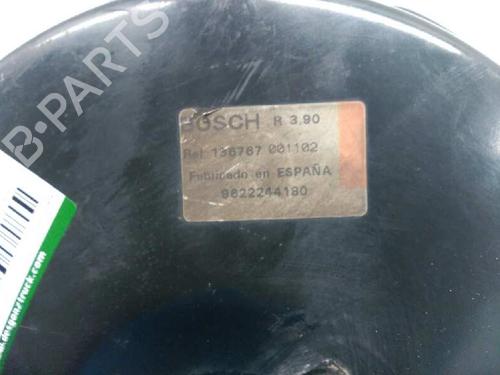 B-PARTS
BOSCH R 3,90
Ref. 136767 001102
Fabricado en ESPAÑA
9622244180